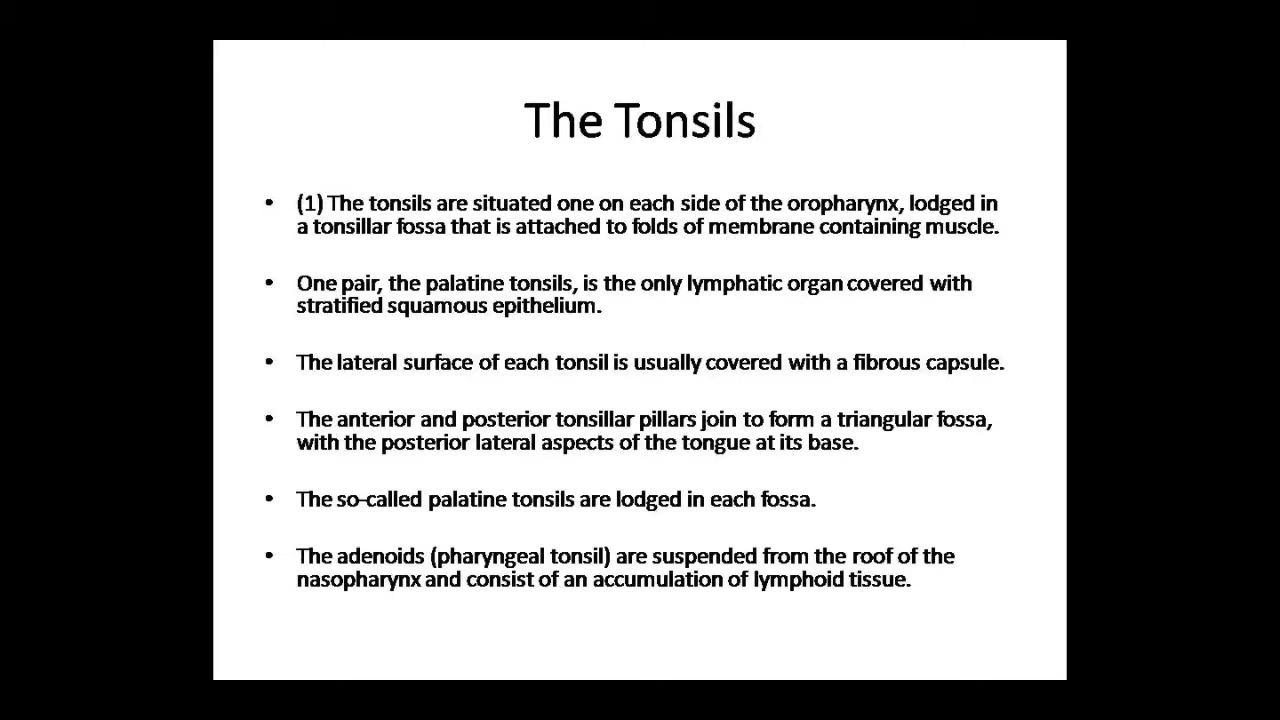 The Tonsils
• (1) The tonsils are situated one on each side of the oropharynx, lodged in
a tonsillar fossa that is attached to folds of membrane containing muscle.
• One pair, the palatine tonsils, is the only lymphatic organ covered with
stratified squamous epithelium.
• The lateral surface of each tonsil is usually covered with a fibrous capsule.
• The anterior and posterior tonsillar pillars join to form a triangular fossa,
with the posterior lateral aspects of the tongue at its base.
• The so-called palatine tonsils are lodged in each fossa.
• The adenoids (pharyngeal tonsil) are suspended from the roof of the
nasopharynx and consist of an accumulation of lymphoid tissue.